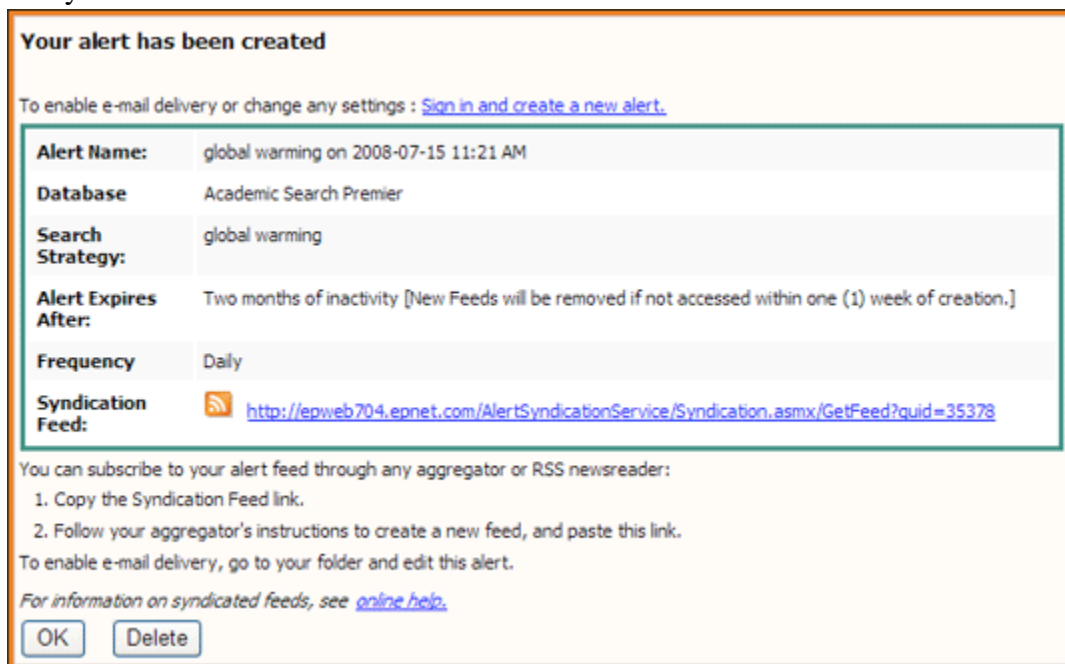 Your alert has been created
To enable e-mail delivery or change any settings : Sign in and create a new alert.
Alert Name: global warming on 2008-07-15 11:21 AM
Database Academic Search Premier
Search global warming
Strategy:
Alert Expires Two months of inactivity [New Feeds will be removed if not accessed within one (1) week of creation.]
After:
Frequency Daily
Syndication http://epweb704.epnet.com/AlertSyndicationService/Syndication.asmx/GetFeed?guid=35378
Feed:
You can subscribe to your alert feed through any aggregator or RSS newsreader:
1. Copy the Syndication Feed link.
2. Follow your aggregator's instructions to create a new feed, and paste this link.
To enable e-mail delivery, go to your folder and edit this alert.
For information on syndicated feeds, see online help.
OK Delete